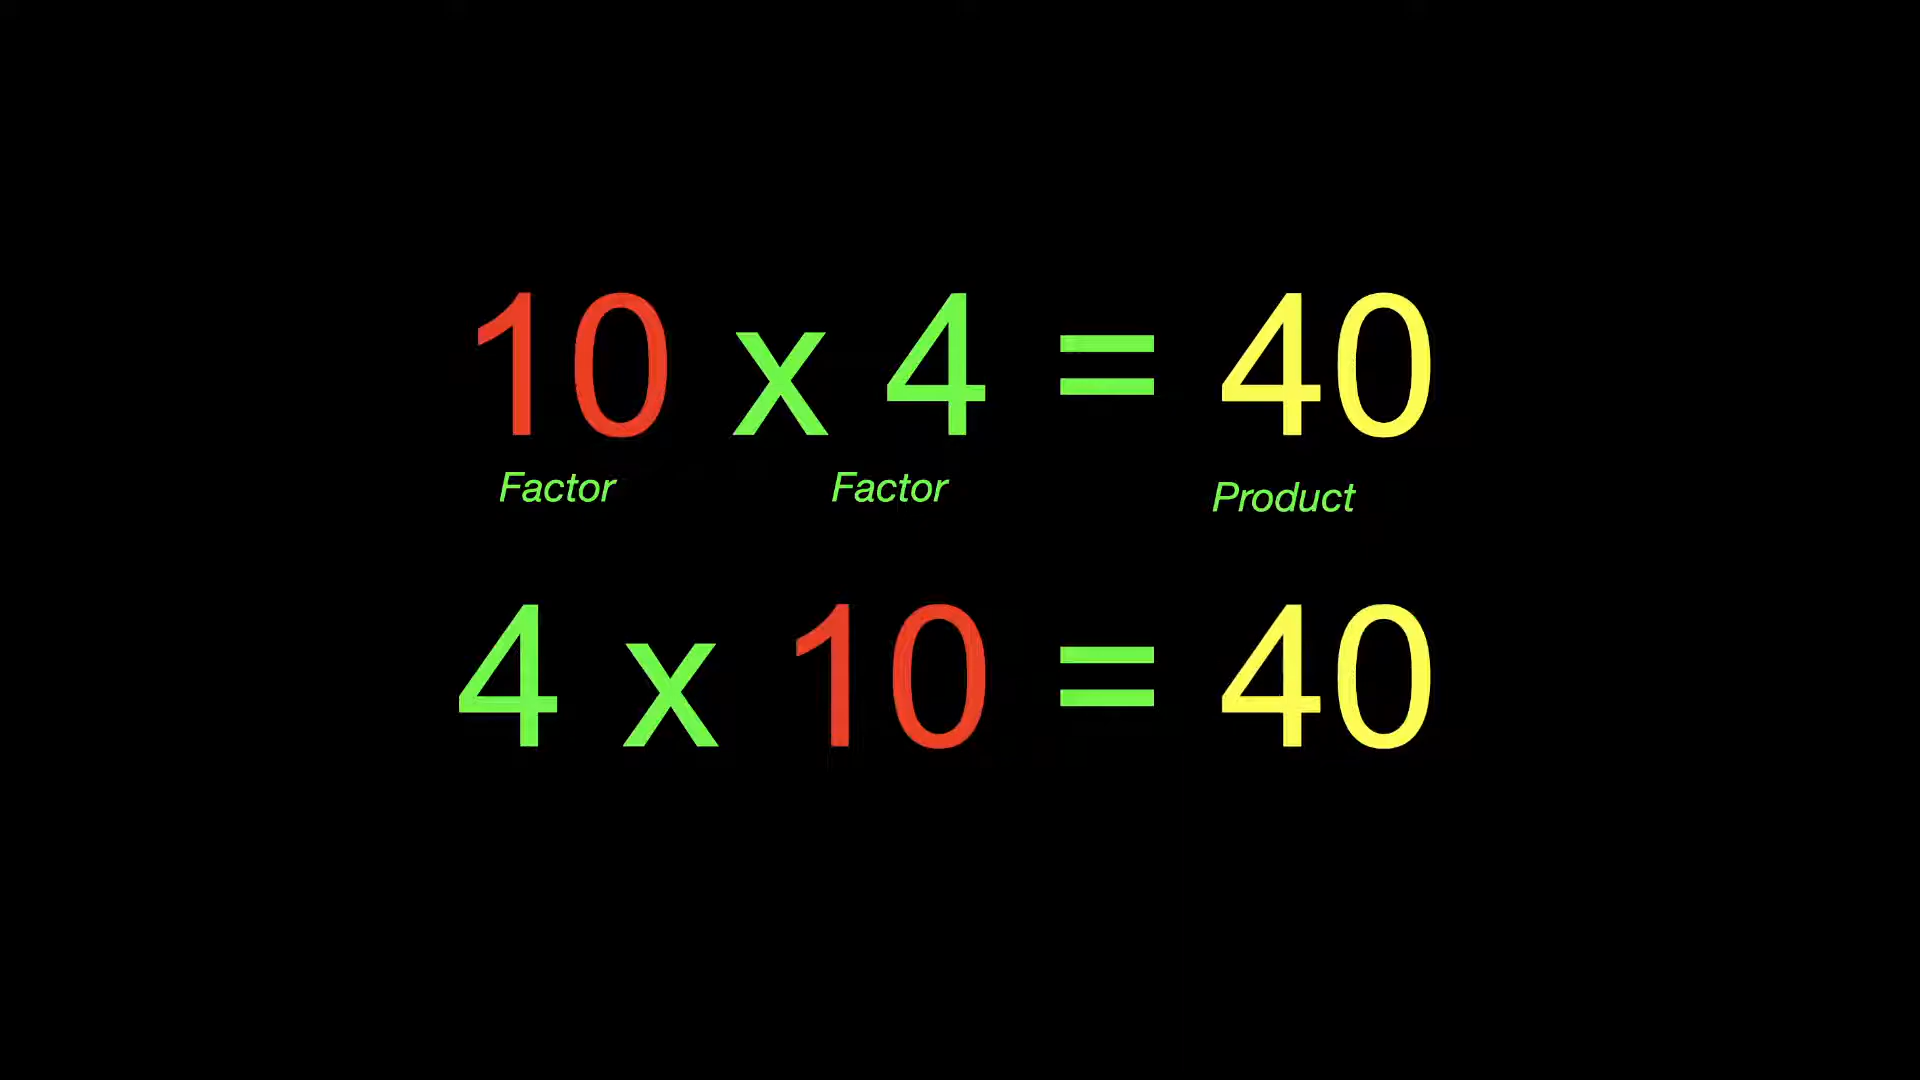 10 x 4 = 40
Factor Factor Product
4 x 10 = 40